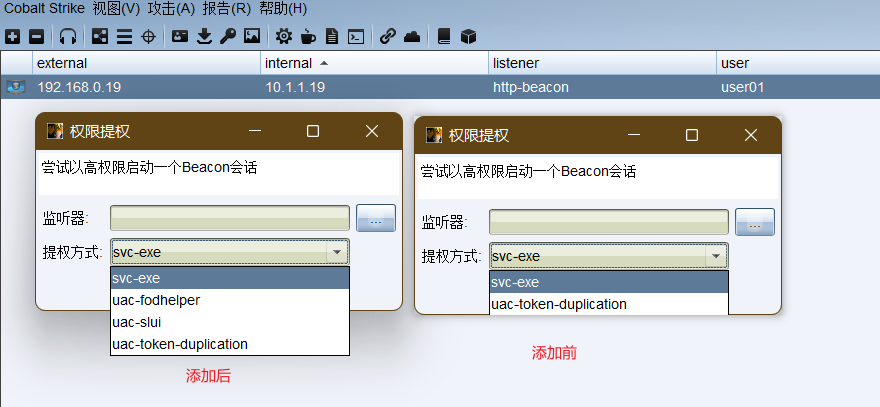 Cobalt Strike 视图(V) 攻击(A) 报告(R) 帮助(H)
external internal listener user
192.168.0.19 10.1.1.19 http-beacon user01
权限提权
尝试以高权限启动一个Beacon会话
监听器:
...
提权方式: svc-exe
svc-exe
uac-fodhelper
uac-slui
uac-token-duplication
添加后
权限提权
尝试以高权限启动一个Beacon会话
监听器:
...
提权方式: svc-exe
svc-exe
uac-token-duplication
添加前